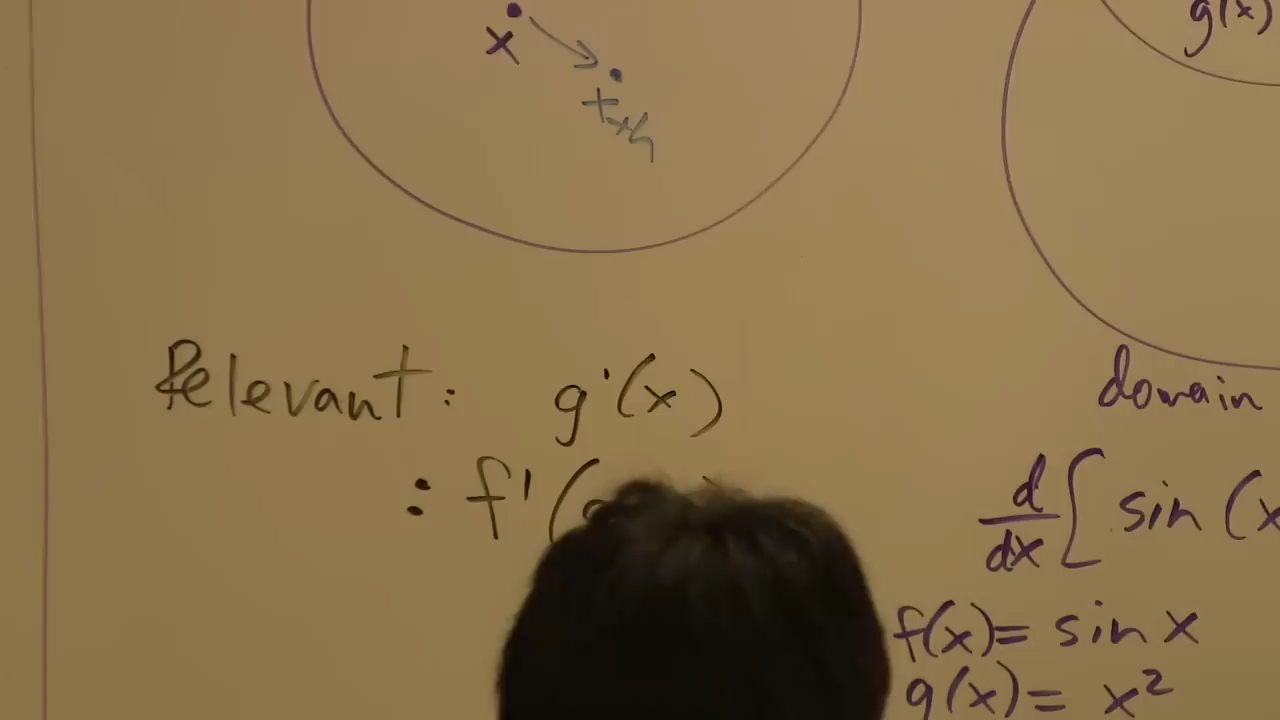 x
x+h
g(x)
Relevant: g'(x)
: f'(
domain
d/dx [ sin (x
f(x) = sin x
g(x) = x²